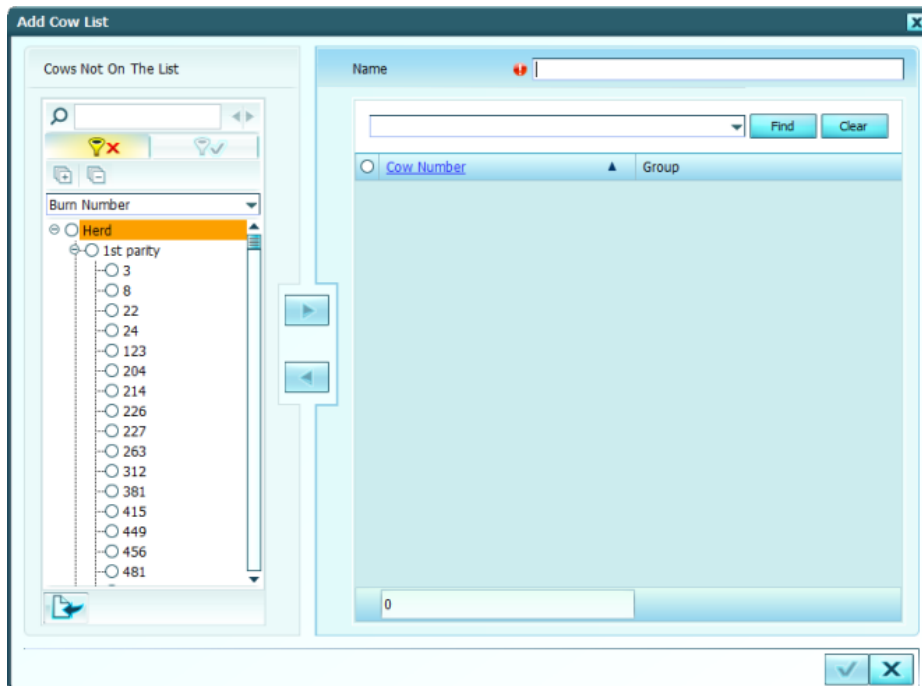 Add Cow List
Cows Not On The List
Name
Find
Clear
Cow Number
Group
Burn Number
Herd
1st parity
3
8
22
24
123
204
214
226
227
263
312
381
415
449
456
481
0